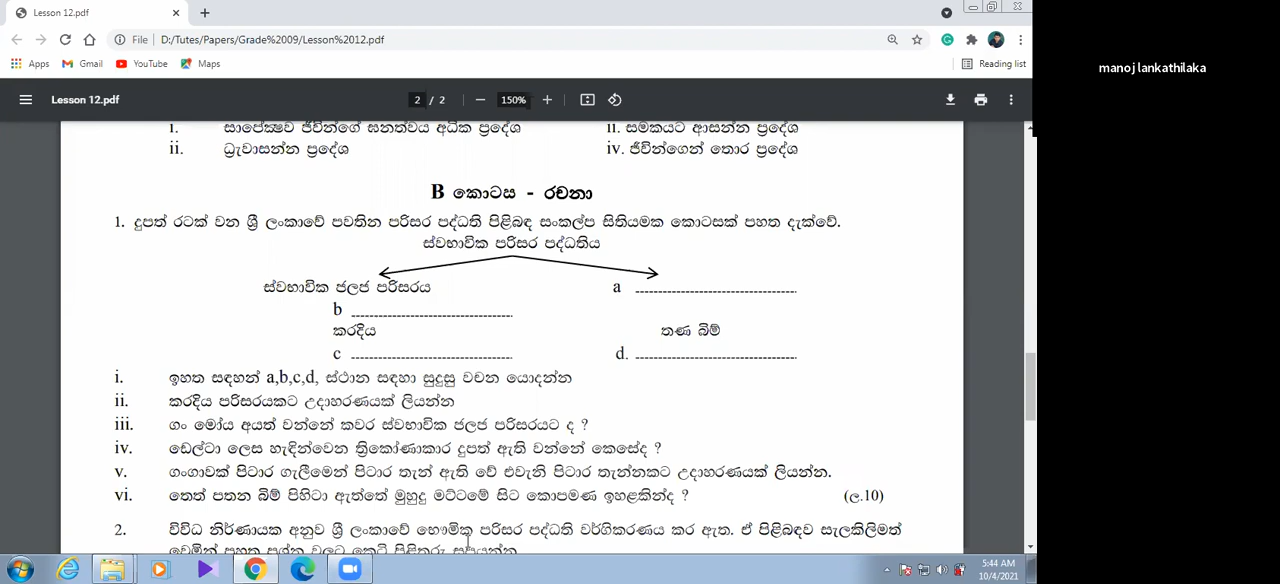 Lesson 12.pdf
File | D:/Tutes/Papers/Grade%2009/Lesson%2012.pdf
Apps Gmail YouTube Maps Reading list
manoj lankathilaka
Lesson 12.pdf 2 / 2 150%
i. සාපේක්‍ෂව ජීවින්ගේ ඝනත්වය අධික ප්‍රදේශ ii. සමකයට ආසන්න ප්‍රදේශ
ii. ධ්‍රැවාසන්න ප්‍රදේශ iv. ජීවින්ගෙන් තොර ප්‍රදේශ
B කොටස - රචනා
1. දුපත් රටක් වන ශ්‍රී ලංකාවේ පවතින පරිසර පද්ධති පිළිබඳ සංකල්ප සිතියමක කොටසක් පහත දැක්වේ.
ස්වභාවික පරිසර පද්ධතිය
ස්වභාවික ජලජ පරිසරය a
b
කරදිය තණ බිම්
c d.
i. ඉහත සඳහන් a,b,c,d, ස්ථාන සඳහා සුදුසු වචන යොදන්න
ii. කරදිය පරිසරයකට උදාහරණයක් ලියන්න
iii. ගං මෝය අයත් වන්නේ කවර ස්වභාවික ජලජ පරිසරයට ද ?
iv. ඩෙල්ටා ලෙස හැඳින්වෙන ත්‍රිකෝණාකාර දුපත් ඇති වන්නේ කෙසේද ?
v. ගංගාවක් පිටාර ගැලීමෙන් පිටාර තැන් ඇති වේ එවැනි පිටාර තැන්නකට උදාහරණයක් ලියන්න.
vi. තෙත් පතන බිම් පිහිටා ඇත්තේ මුහුදු මට්ටමේ සිට කොපමණ ඉහළකින්ද ? (ල.10)
2. විවිධ නිර්ණායක අනුව ශ්‍රී ලංකාවේ භෞමික පරිසර පද්ධති වර්ගිකරණය කර ඇත. ඒ පිළිබඳව සැලකිලිමත්
වෙමින් පහත ප්‍රශ්න වලට කෙටි පිළිතුරු සපයන්න
5:44 AM
10/4/2021